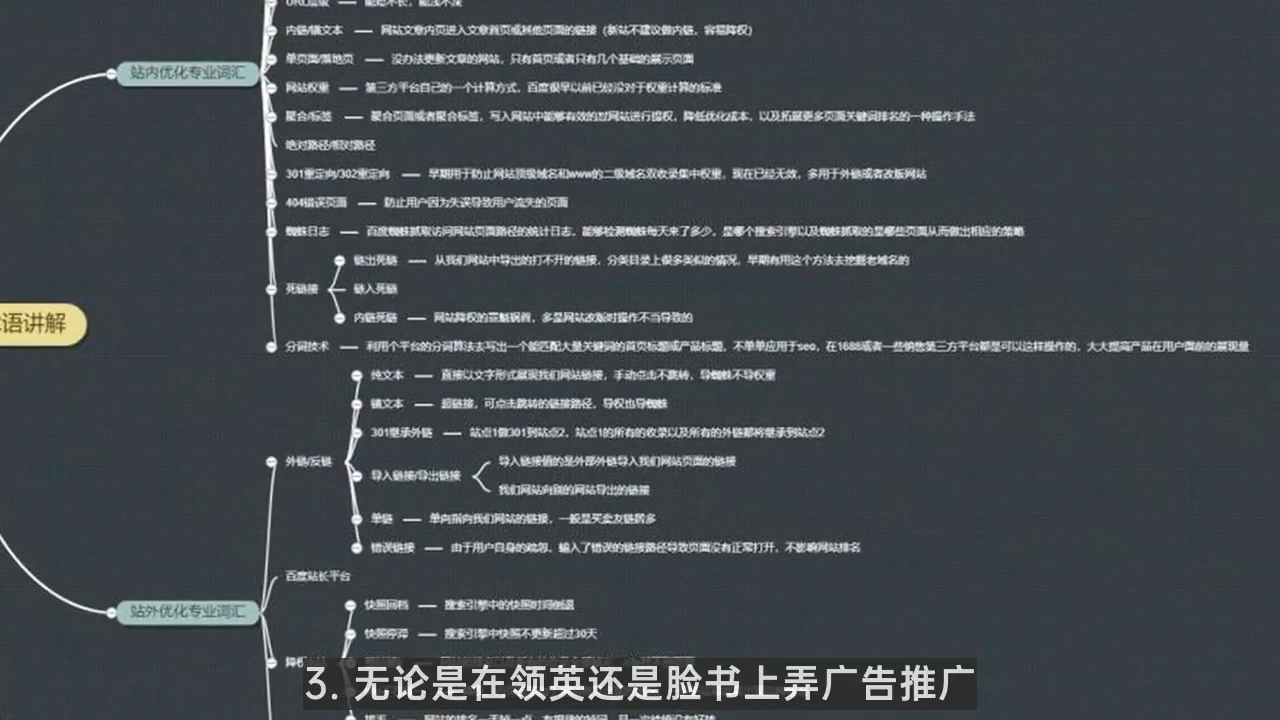 URL层级 — 能短不长，能浅不深
内链/锚文本 — 网站文章内页进入文章首页或其他页面的链接（新站不建议做内链，容易降权）
站内优化专业词汇
单页面/落地页 — 没办法更新文章的网站，只有首页或者只有几个基础的展示页面
网站权重 — 第三方平台自己的一个计算方式，百度很早以前已经没对于权重计算的标准
聚合/标签 — 聚合页面或者聚合标签，写入网站中能够有效的对网站进行提权，降低优化成本，以及拓展更多页面关键词排名的一种操作手法
绝对路径/相对路径
301重定向/302重定向 — 早期用于防止网站顶级域名和www的二级域名双收录集中权重，现在已经无效，多用于外链或者改版网站
404错误页面 — 防止用户因为失误导致用户流失的页面
蜘蛛日志 — 百度蜘蛛抓取访问网站页面路径的统计日志，能够检测蜘蛛每天来了多少，是哪个搜索引擎以及蜘蛛抓取的是哪些页面从而做出相应的策略
链出死链 — 从我们网站中导出的打不开的链接，分类目录上很多类似的情况，早期有用这个方法去挖掘老域名的
死链接
链入死链
内链死链 — 网站降权的罪魁祸首，多是网站改版时操作不当导致的
语讲解
分词技术 — 利用个平台的分词算法去写出一个能匹配大量关键词的首页标题或产品标题，不单单应用于seo，在1688或者一些销售第三方平台都是可以这样操作的，大大提高产品在用户面前的展现量
纯文本 — 直接以文字形式展现我们网站链接，手动点击不跳转，导蜘蛛不导权重
锚文本 — 超链接，可点击跳转的链接路径，导权也导蜘蛛
301继承外链 — 站点1做301到站点2，站点1的所有的收录以及所有的外链都将继承到站点2
外链/反链
导入链接/导出链接
导入链接值的是外部外链导入我们网站页面的链接
我们网站向别的网站导出的链接
单链 — 单向指向我们网站的链接，一般是买卖友链居多
错误链接 — 由于用户自身的疏忽，输入了错误的链接路径导致页面没有正常打开，不影响网站排名
百度站长平台
站外优化专业词汇
快照回档 — 搜索引擎中的快照时间倒退
快照停滞 — 搜索引擎中快照不更新超过30天
降权
3. 无论是在领英还是脸书上弄广告推广